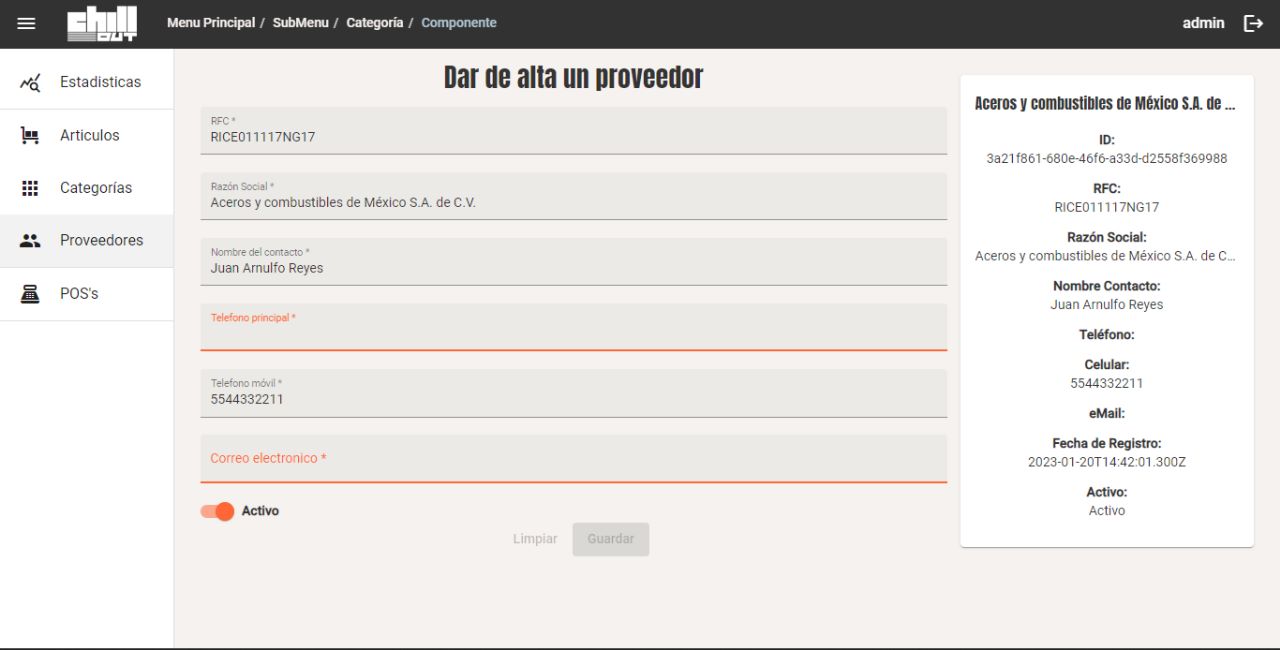 chill
OUT
Menu Principal / SubMenu / Categoría / Componente
admin
Estadisticas
Articulos
Categorías
Proveedores
POS's
Dar de alta un proveedor
RFC *
RICE011117NG17
Razón Social *
Aceros y combustibles de México S.A. de C.V.
Nombre del contacto *
Juan Arnulfo Reyes
Telefono principal *
Telefono móvil *
5544332211
Correo electronico *
Activo
Limpiar
Guardar
Aceros y combustibles de México S.A. de ...
ID:
3a21f861-680e-46f6-a33d-d2558f369988
RFC:
RICE011117NG17
Razón Social:
Aceros y combustibles de México S.A. de C...
Nombre Contacto:
Juan Arnulfo Reyes
Teléfono:
Celular:
5544332211
eMail:
Fecha de Registro:
2023-01-20T14:42:01.300Z
Activo:
Activo